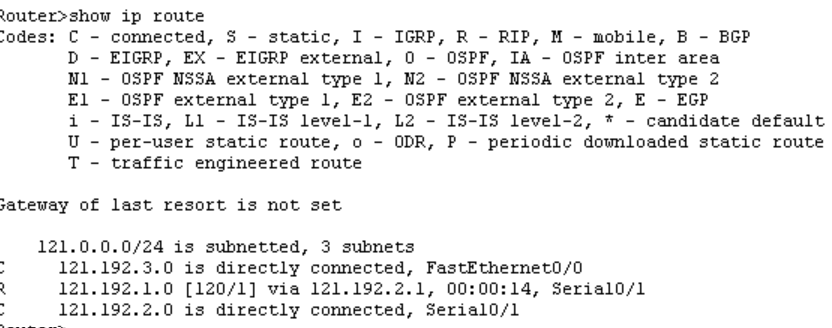 Router>show ip route
Codes: C - connected, S - static, I - IGRP, R - RIP, M - mobile, B - BGP
       D - EIGRP, EX - EIGRP external, O - OSPF, IA - OSPF inter area
       N1 - OSPF NSSA external type 1, N2 - OSPF NSSA external type 2
       E1 - OSPF external type 1, E2 - OSPF external type 2, E - EGP
       i - IS-IS, L1 - IS-IS level-1, L2 - IS-IS level-2, * - candidate default
       U - per-user static route, o - ODR, P - periodic downloaded static route
       T - traffic engineered route
Gateway of last resort is not set
     121.0.0.0/24 is subnetted, 3 subnets
C       121.192.3.0 is directly connected, FastEthernet0/0
R       121.192.1.0 [120/1] via 121.192.2.1, 00:00:14, Serial0/1
C       121.192.2.0 is directly connected, Serial0/1
Router>